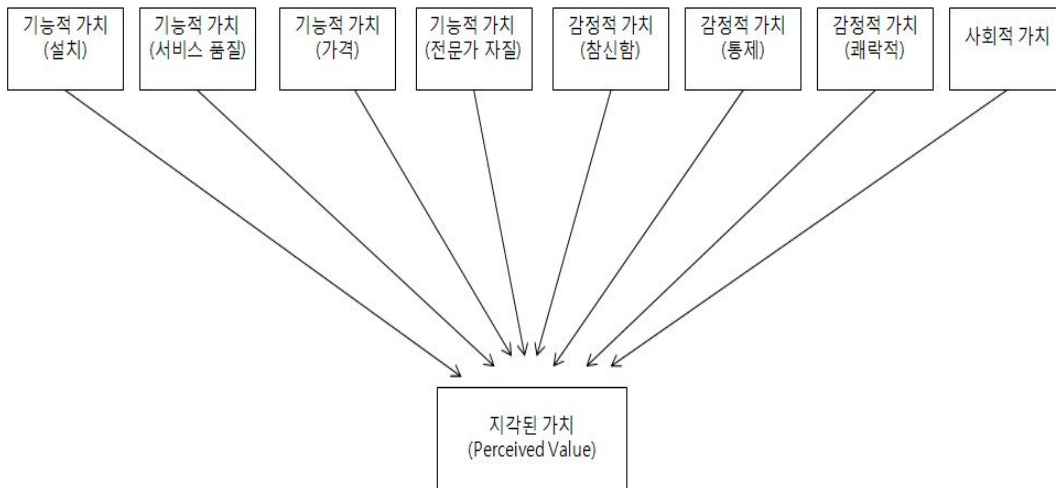 기능적 가치
(설치)
기능적 가치
(서비스 품질)
기능적 가치
(가격)
기능적 가치
(전문가 자질)
감정적 가치
(참신함)
감정적 가치
(통제)
감정적 가치
(쾌락적)
사회적 가치
지각된 가치
(Perceived Value)